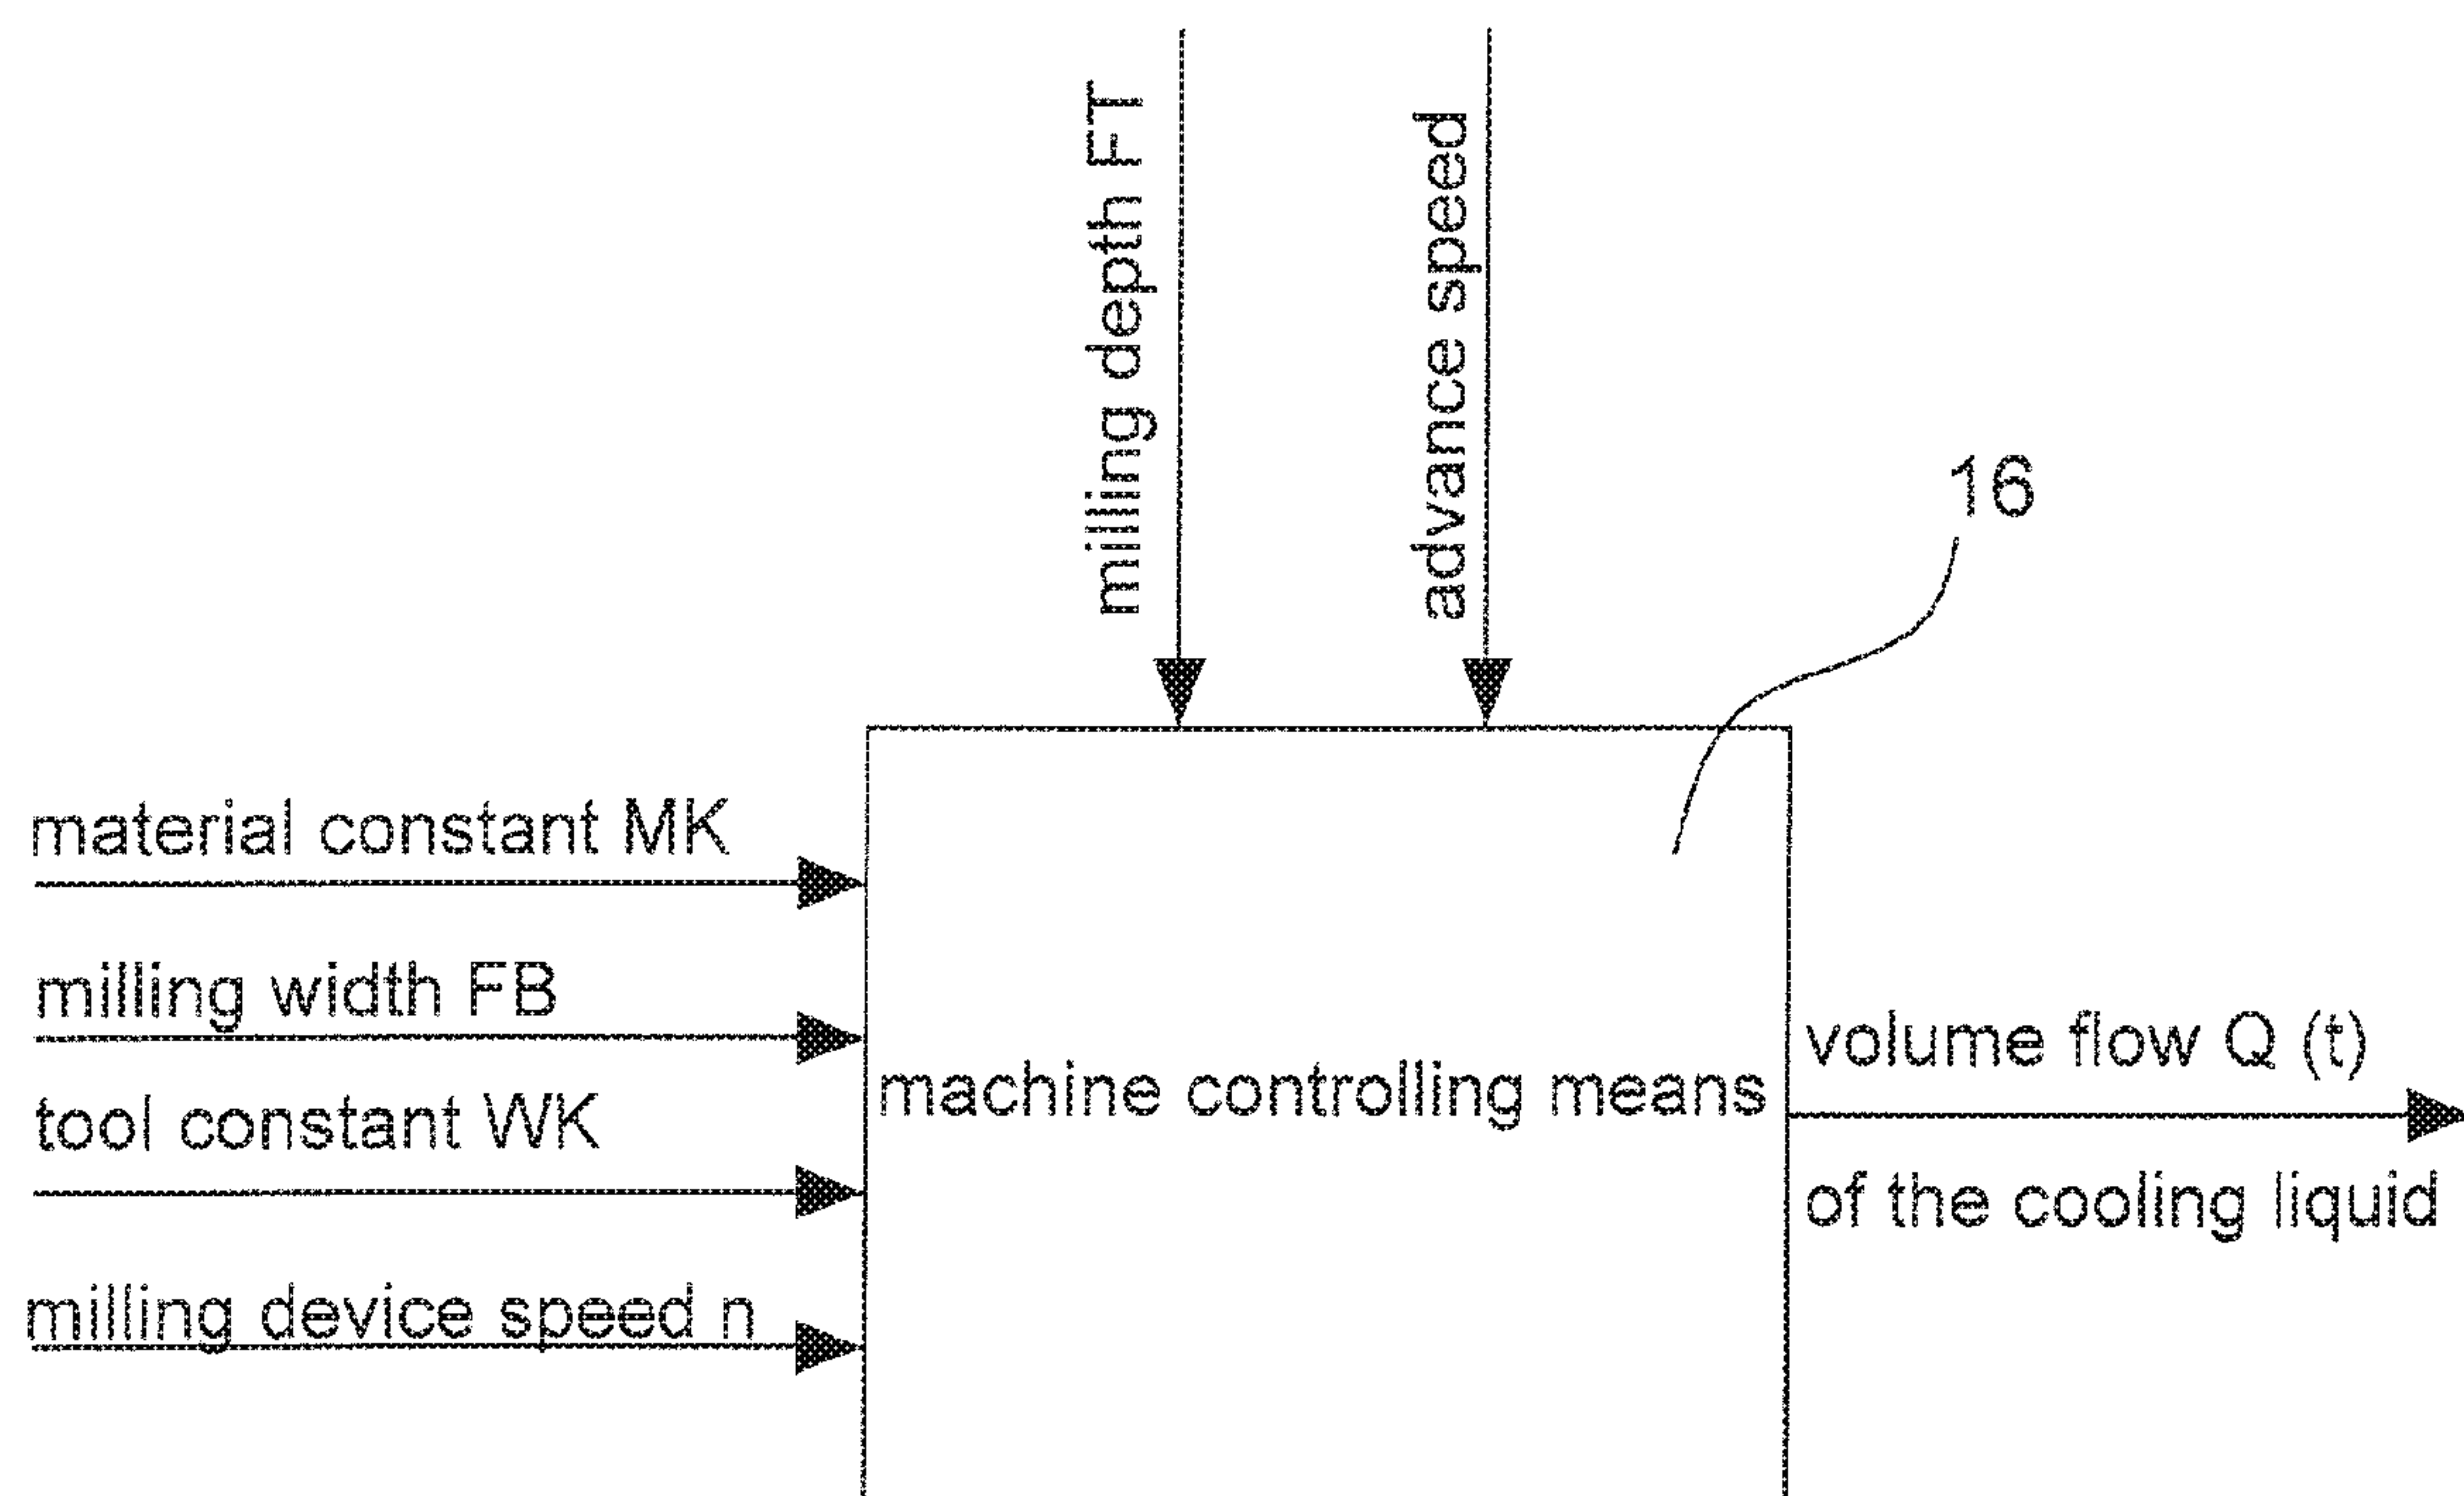 milling depth FT
advance speed
16
material constant MK
milling width FB
tool constant WK
milling device speed n
machine controlling means
volume flow Q (t)
of the cooling liquid